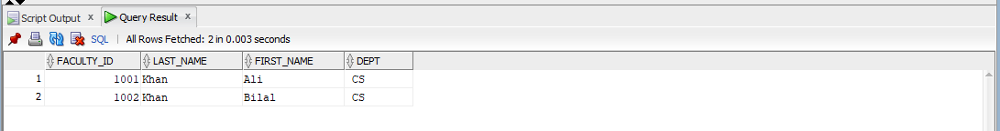 Script Output x Query Result x
SQL | All Rows Fetched: 2 in 0.003 seconds
FACULTY_ID LAST_NAME FIRST_NAME DEPT
1 1001 Khan Ali CS
2 1002 Khan Bilal CS